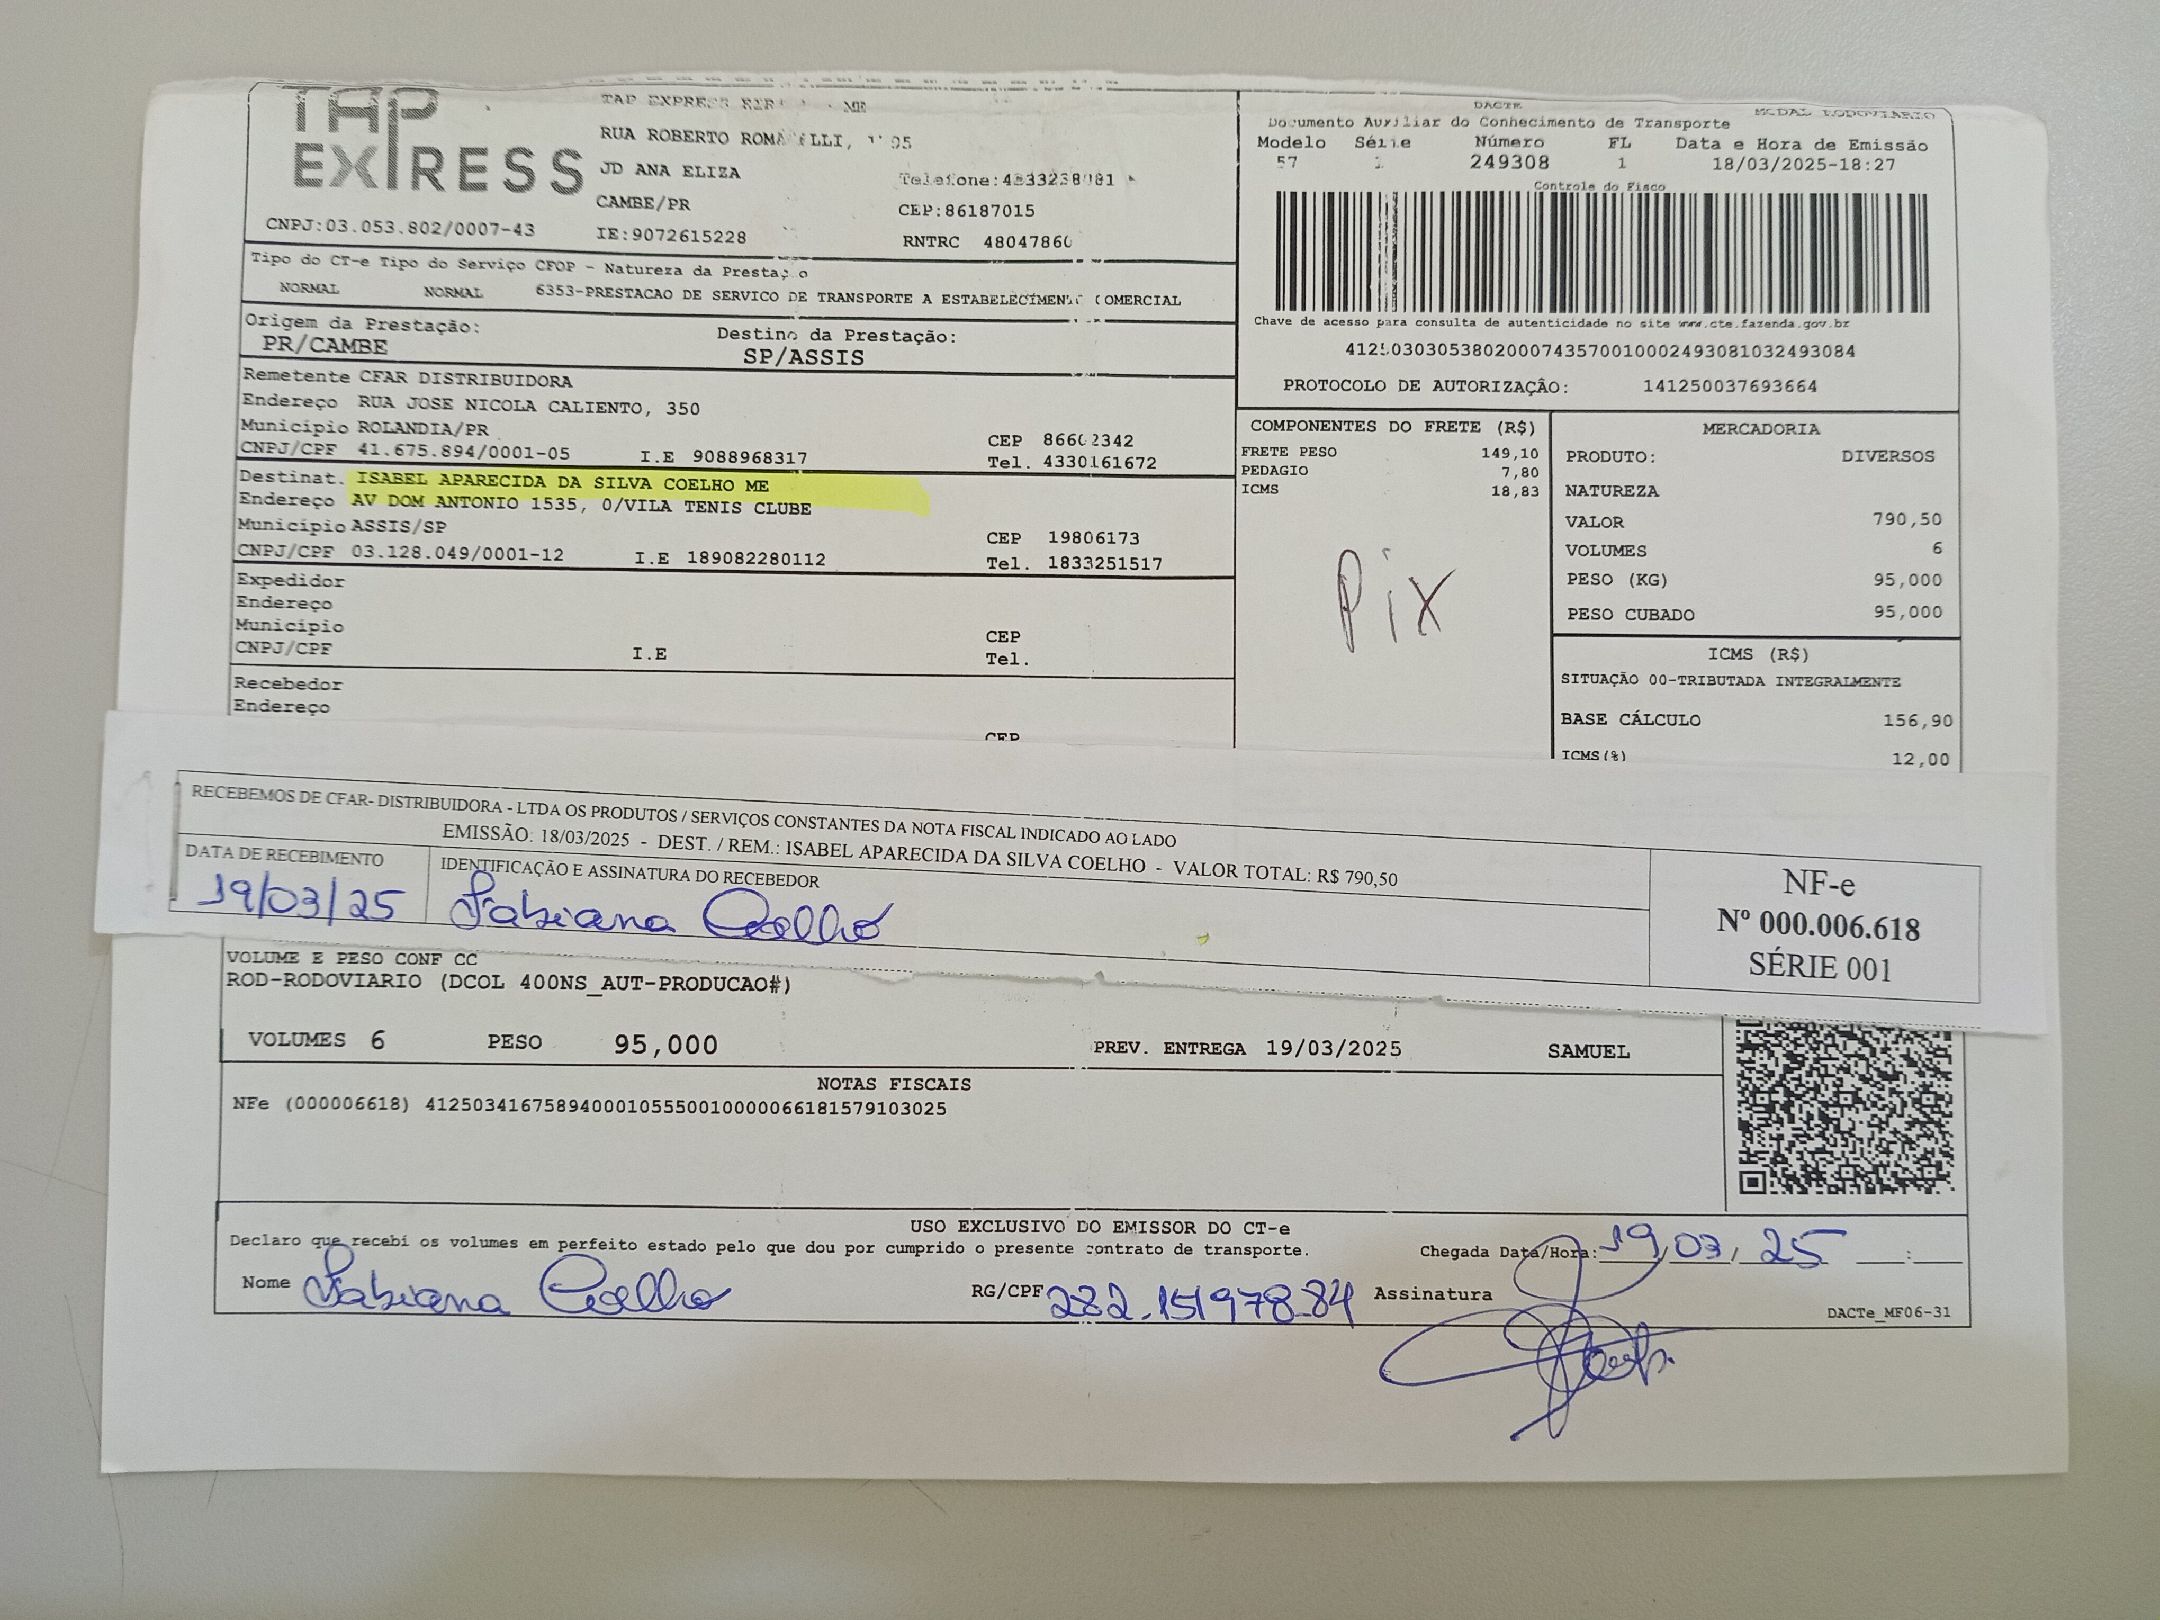 TAP
EXPRESS
TAP EXPRESS ME
RUA ROBERTO
JD ANA ELIZA
CAMBE/PR
CEP:86187015
CNPJ:03.053.802/0007-43
IE:9072615228
RNTRC 48047860
DACTE
MODAL RODOVIARIO
Documento Auxiliar do Conhecimento de Transporte
Modelo Série Número FL Data e Hora de Emissão
57 1 249308 1 18/03/2025-18:27
Controle do Fisco
Chave de acesso para consulta de autenticidade no site www.cte.fazenda.gov.br
PROTOCOLO DE AUTORIZAÇÃO: 141250037693664
Tipo do CT-e Tipo do Serviço CFOP - Natureza da Prestação
NORMAL NORMAL 6353-PRESTACAO DE SERVICO DE TRANSPORTE A ESTABELECIMENT COMERCIAL
Origem da Prestação: Destino da Prestação:
PR/CAMBE SP/ASSIS
Remetente CFAR DISTRIBUIDORA
Endereço RUA JOSE NICOLA CALIENTO, 350
Município ROLANDIA/PR CEP 86602342
CNPJ/CPF 41.675.894/0001-05 I.E 9088968317 Tel. 4330161672
Destinat. ISABEL APARECIDA DA SILVA COELHO ME
Endereço AV DOM ANTONIO 1535, 0/VILA TENIS CLUBE
Município ASSIS/SP CEP 19806173
CNPJ/CPF 03.128.049/0001-12 I.E 189082280112 Tel. 1833251517
Expedidor
Endereço
Município CEP
CNPJ/CPF I.E Tel.
Recebedor
Endereço
CEP
COMPONENTES DO FRETE (R$)
FRETE PESO 149,10
PEDAGIO 7,80
ICMS 18,83
Pix
MERCADORIA
PRODUTO: DIVERSOS
NATUREZA
VALOR 790,50
VOLUMES 6
PESO (KG) 95,000
PESO CUBADO 95,000
ICMS (R$)
SITUAÇÃO 00-TRIBUTADA INTEGRALMENTE
BASE CÁLCULO 156,90
ICMS(%) 12,00
RECEBEMOS DE CFAR- DISTRIBUIDORA - LTDA OS PRODUTOS / SERVIÇOS CONSTANTES DA NOTA FISCAL INDICADO AO LADO
EMISSÃO: 18/03/2025 - DEST. / REM.: ISABEL APARECIDA DA SILVA COELHO - VALOR TOTAL: R$ 790,50
DATA DE RECEBIMENTO IDENTIFICAÇÃO E ASSINATURA DO RECEBEDOR
19/03/25 Fabiana Coelho
NF-e
Nº 000.006.618
SÉRIE 001
VOLUME E PESO CONF CC
ROD-RODOVIARIO (DCOL 400NS_AUT-PRODUCAO#)
VOLUMES 6 PESO 95,000 PREV. ENTREGA 19/03/2025 SAMUEL
NOTAS FISCAIS
NFe (000006618) 41250341675894000105550010000066181579103025
USO EXCLUSIVO DO EMISSOR DO CT-e
Declaro que recebi os volumes em perfeito estado pelo que dou por cumprido o presente contrato de transporte.
Chegada Data/Hora: 19/03/25 :
Nome Fabiana Coelho RG/CPF 282.151978-84 Assinatura
DACTe_MF06-31